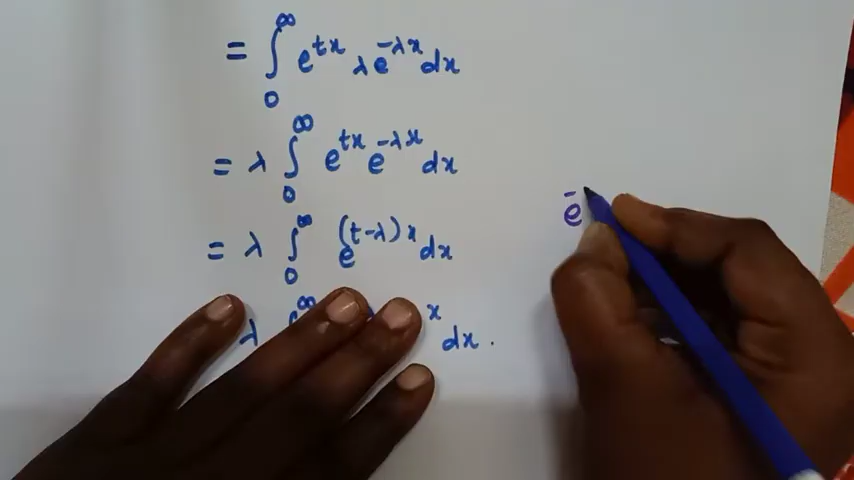 = ∫₀^∞ e^{tx} λe^{-λx} dx
= λ ∫₀^∞ e^{tx} e^{-λx} dx
= λ ∫₀^∞ e^{(t-λ)x} dx
λ ∫^∞ x dx .
e^-